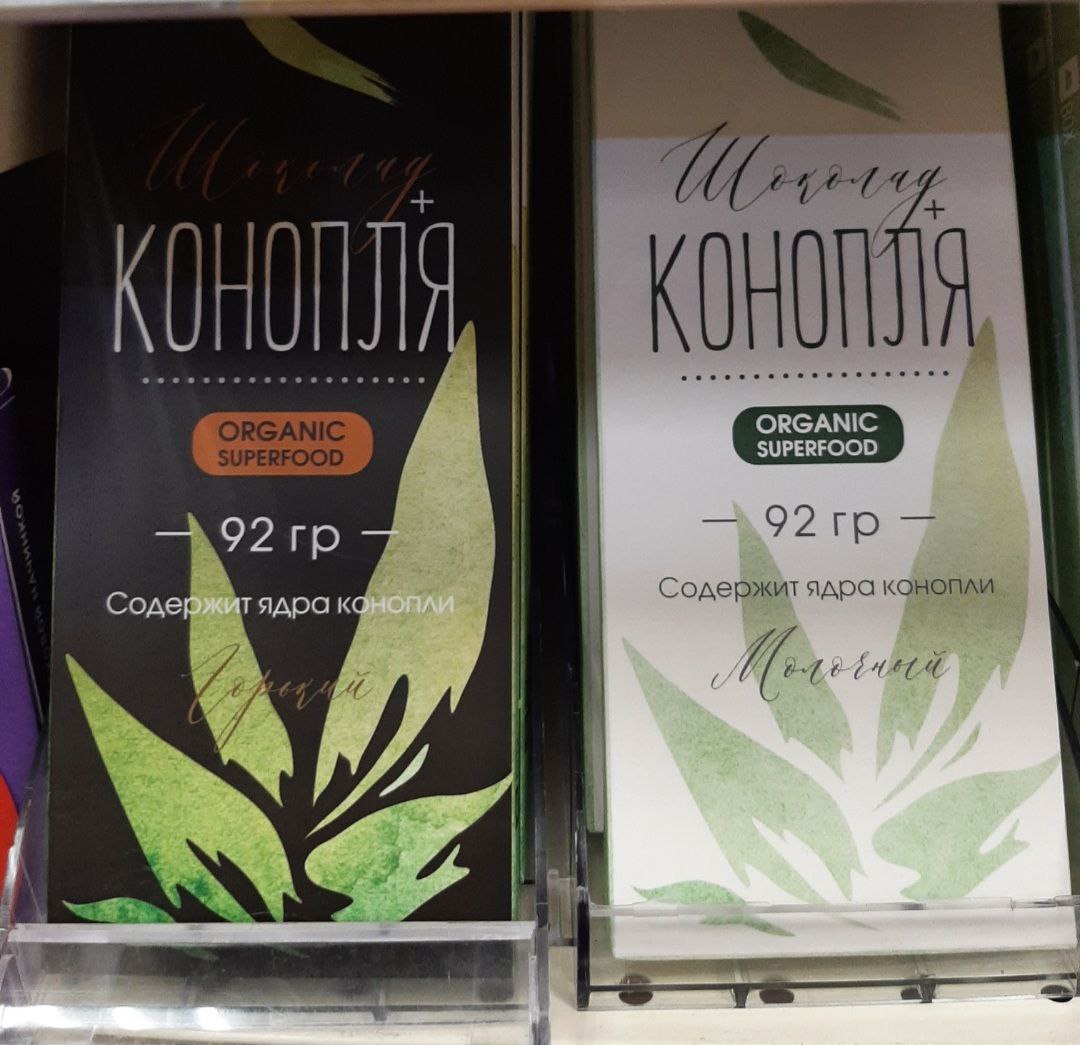 Шоколад
+
КОНОПЛЯ
ORGANIC
SUPERFOOD
— 92 гр —
Содержит ядра конопли
Горький
Шоколад
+
КОНОПЛЯ
ORGANIC
SUPERFOOD
— 92 гр —
Содержит ядра конопли
Молочный